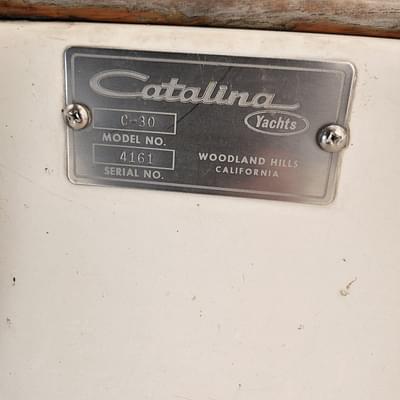 Catalina
Yachts
C-30
MODEL NO.
4161
SERIAL NO.
WOODLAND HILLS
CALIFORNIA